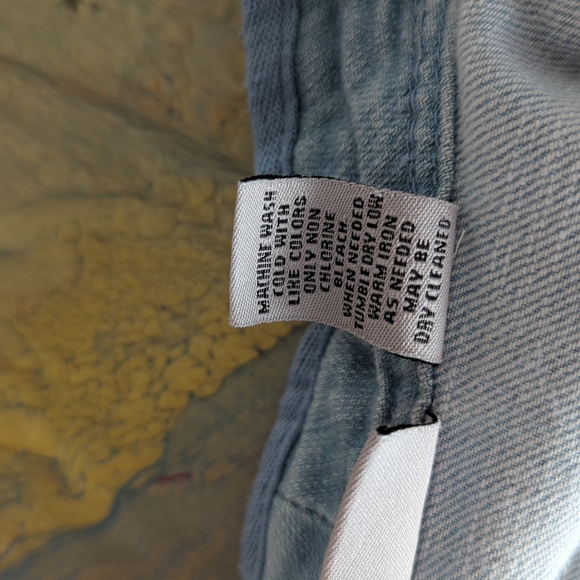 MACHINE WASH
COLD WITH
LIKE COLORS
ONLY NON
CHLORINE
BLEACH
WHEN NEEDED
TUMBLE DRY LOW
WARM IRON
AS NEEDED
MAY BE
DRY CLEANED